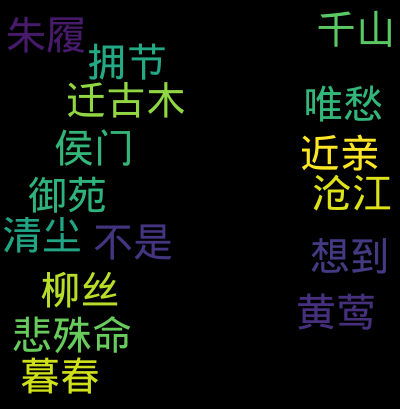 朱履
千山
拥节
迁古木
唯愁
侯门
近亲
御苑
沧江
清尘
不是
想到
柳丝
黄莺
悲殊命
暮春